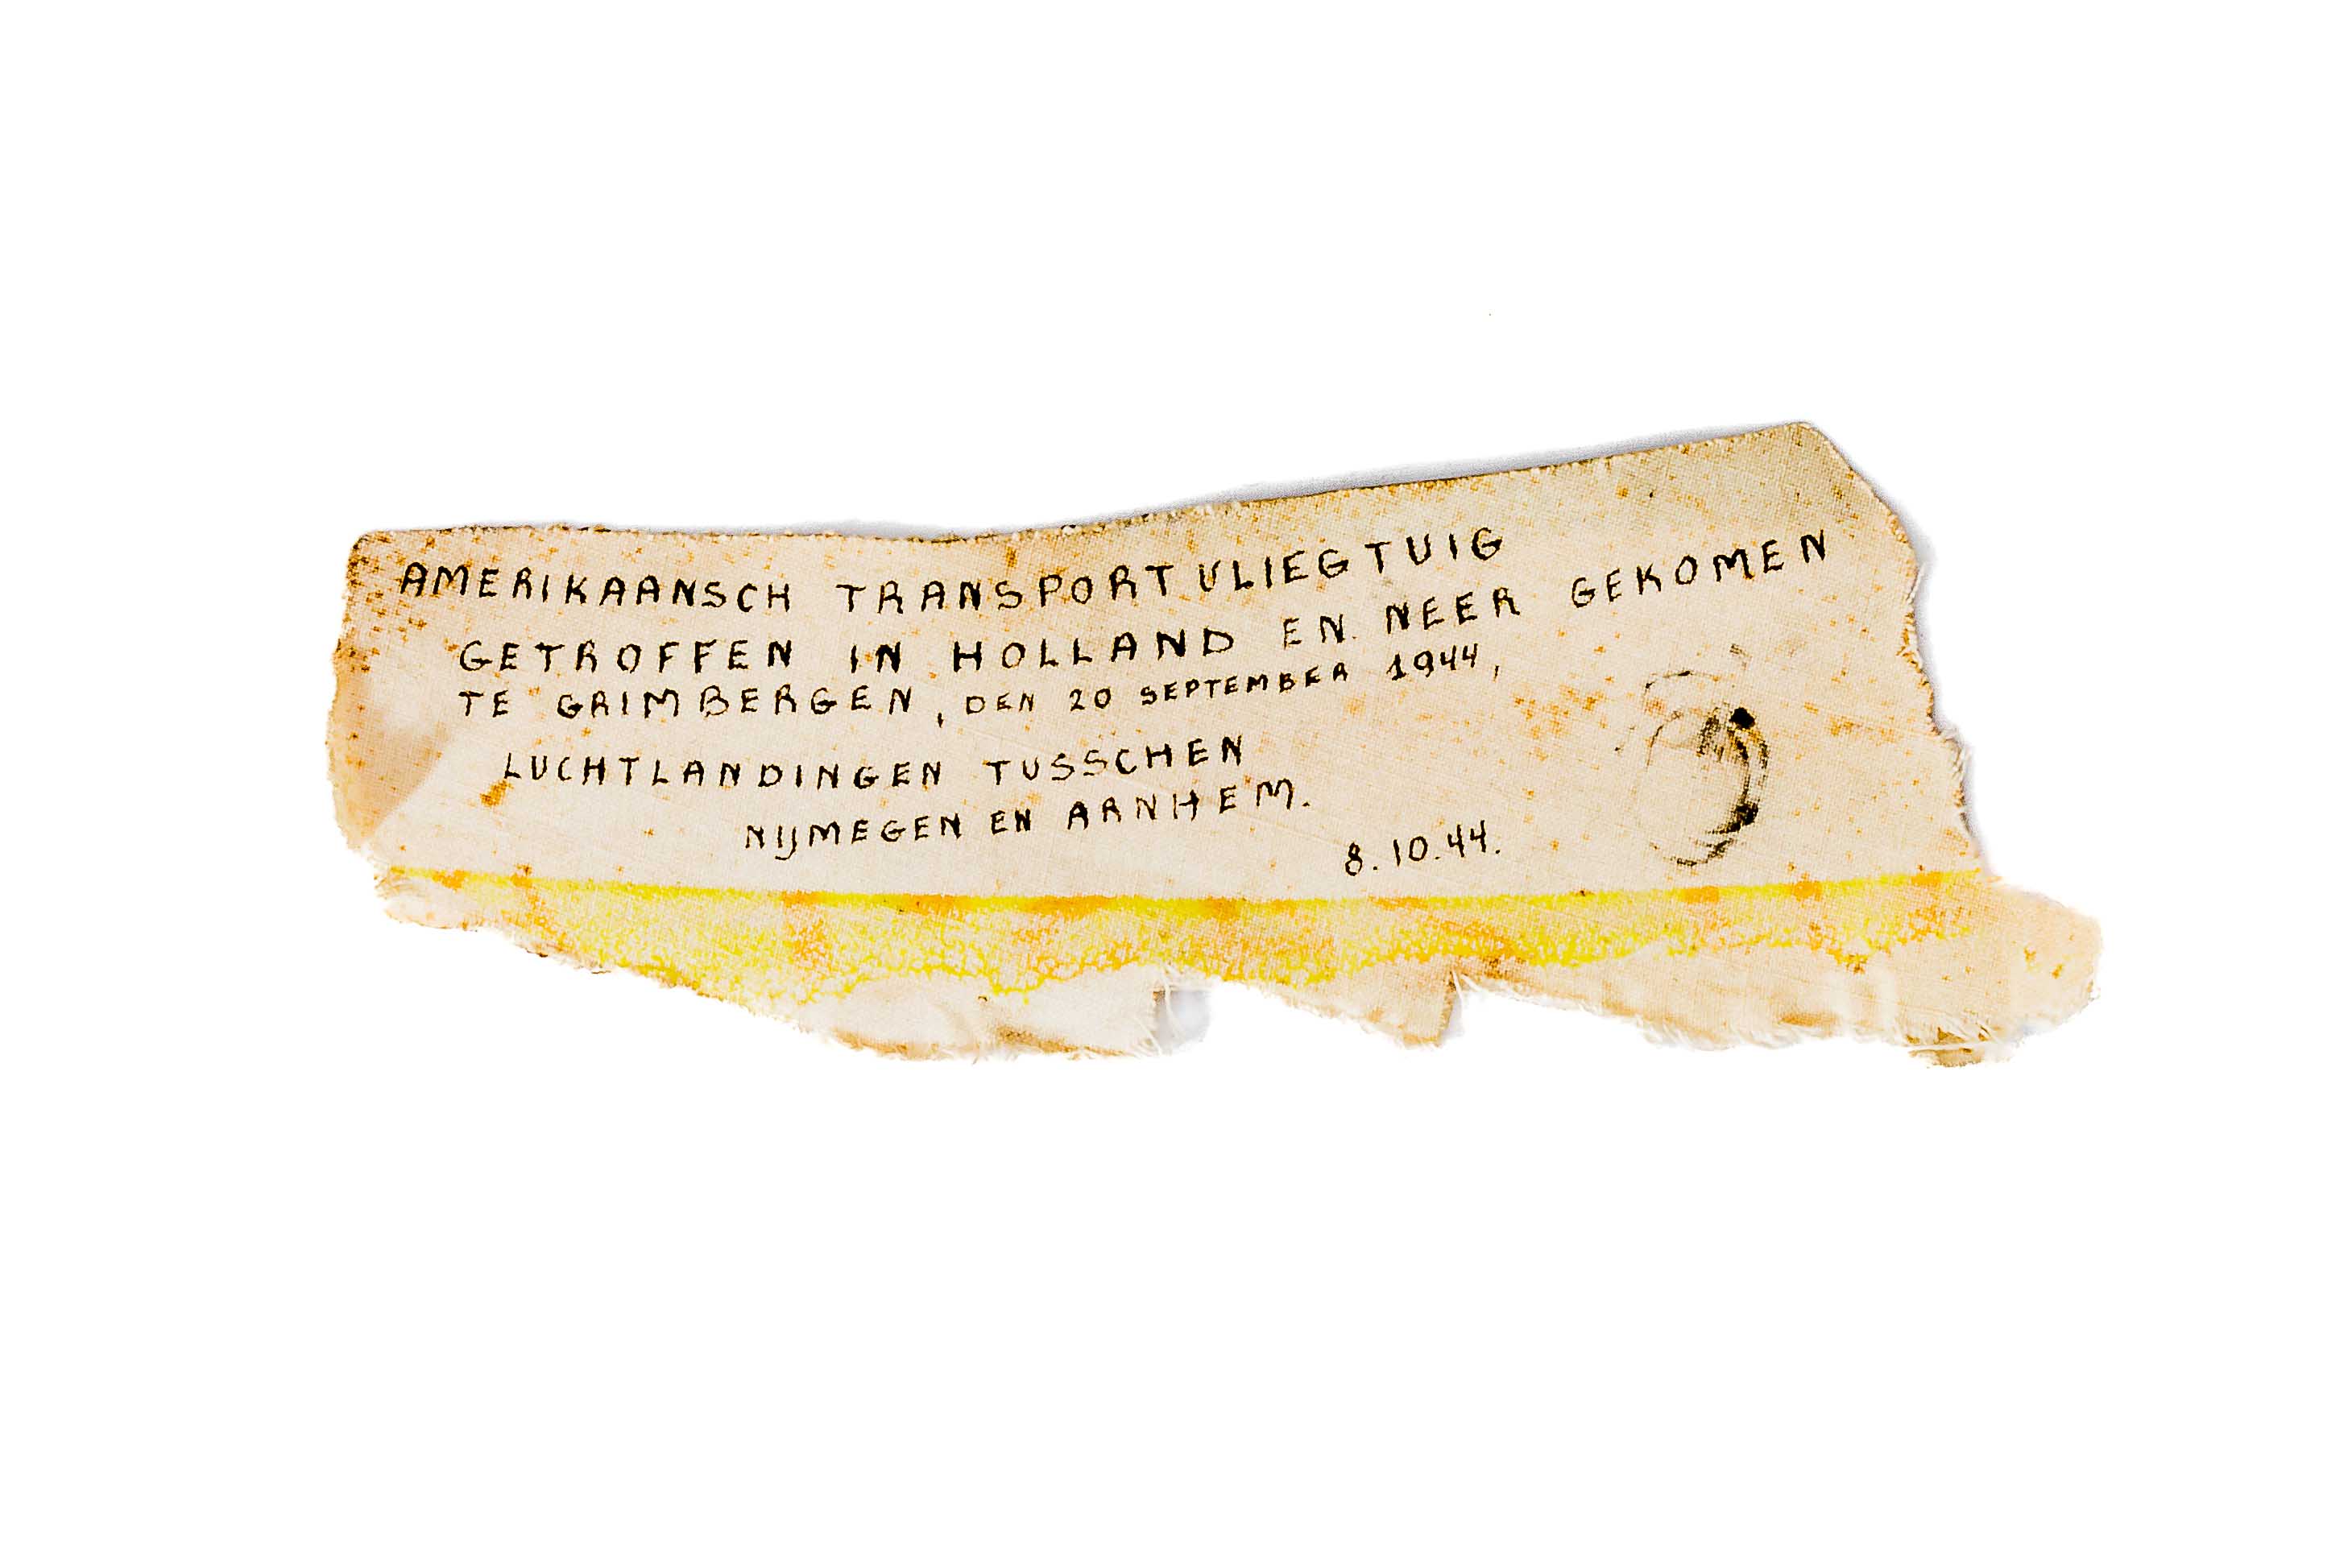 AMERIKAANSCH TRANSPORTVLIEGTUIG
GETROFFEN IN HOLLAND EN NEER GEKOMEN
TE GRIMBERGEN, DEN 20 SEPTEMBER 1944,
LUCHTLANDINGEN TUSSCHEN
NIJMEGEN EN ARNHEM.
8.10.44.